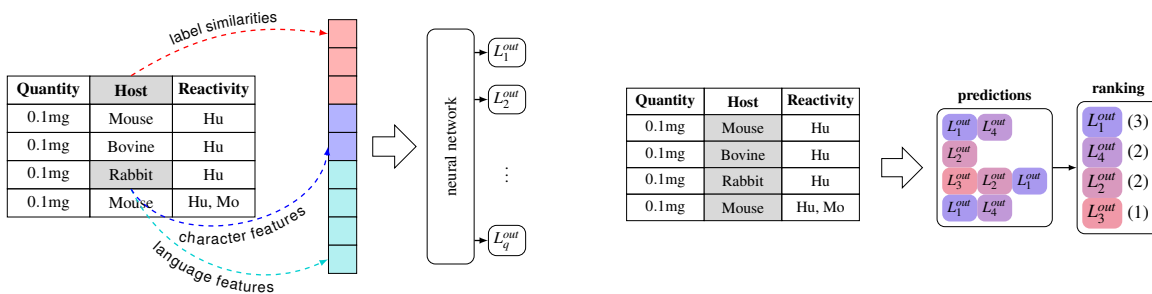 label similarities
Quantity Host Reactivity
0.1mg Mouse Hu
0.1mg Bovine Hu
0.1mg Rabbit Hu
0.1mg Mouse Hu, Mo
character features
language features
neural network
L_1^{out}
L_2^{out}
⋮
L_q^{out}
Quantity Host Reactivity
0.1mg Mouse Hu
0.1mg Bovine Hu
0.1mg Rabbit Hu
0.1mg Mouse Hu, Mo
predictions
L_1^{out} L_4^{out}
L_2^{out}
L_3^{out} L_2^{out} L_1^{out}
L_1^{out} L_4^{out}
ranking
L_1^{out} (3)
L_4^{out} (2)
L_2^{out} (2)
L_3^{out} (1)